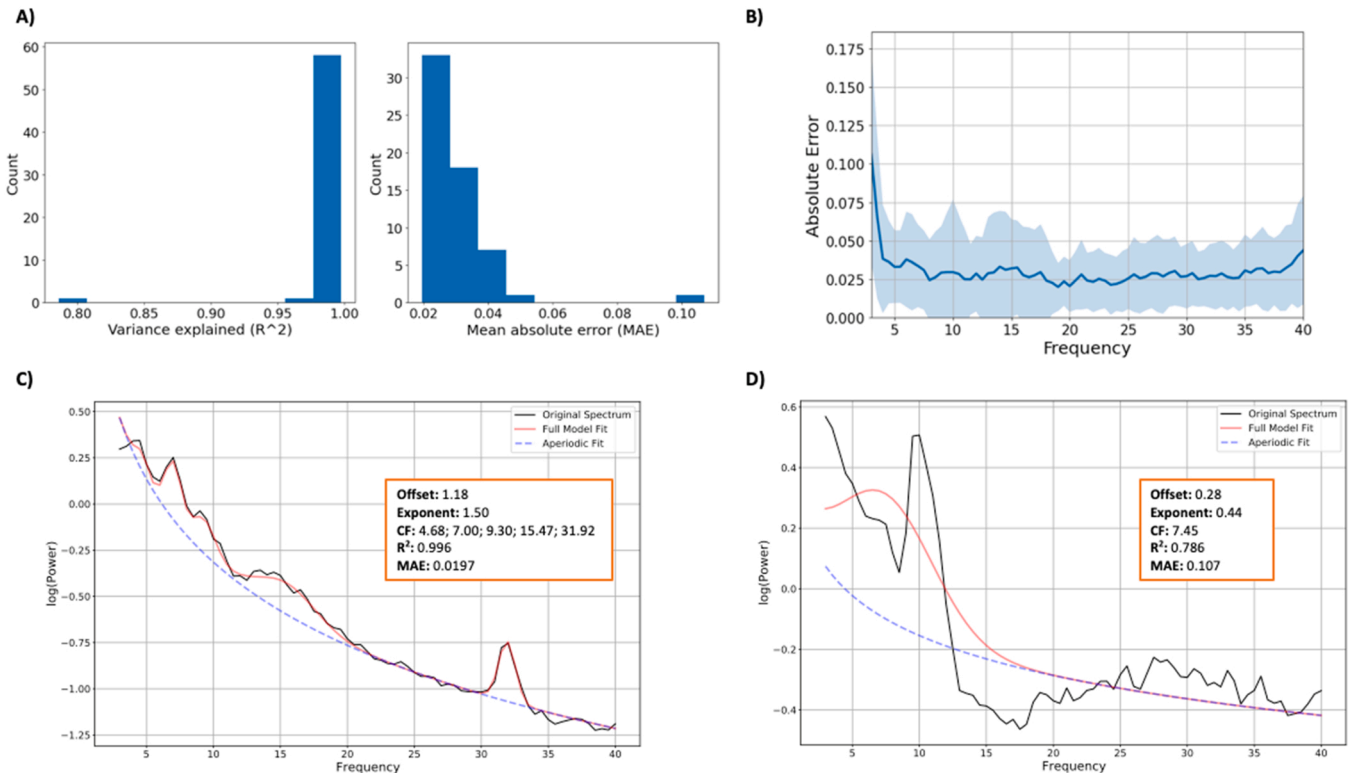 A)
60
50
40
30
20
10
0
Count
0.80 0.85 0.90 0.95 1.00
Variance explained (R^2)
30
25
20
15
10
5
0
Count
0.02 0.04 0.06 0.08 0.10
Mean absolute error (MAE)
B)
0.175
0.150
0.125
0.100
0.075
0.050
0.025
0.000
Absolute Error
5 10 15 20 25 30 35 40
Frequency
C)
0.50
0.25
0.00
−0.25
−0.50
−0.75
−1.00
−1.25
log(Power)
Original Spectrum
Full Model Fit
Aperiodic Fit
Offset: 1.18
Exponent: 1.50
CF: 4.68; 7.00; 9.30; 15.47; 31.92
R²: 0.996
MAE: 0.0197
5 10 15 20 25 30 35 40
Frequency
D)
0.6
0.4
0.2
0.0
−0.2
−0.4
log(Power)
Original Spectrum
Full Model Fit
Aperiodic Fit
Offset: 0.28
Exponent: 0.44
CF: 7.45
R²: 0.786
MAE: 0.107
5 10 15 20 25 30 35 40
Frequency